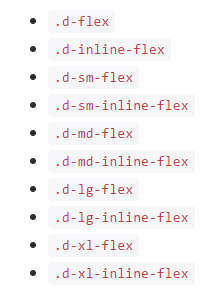 .d-flex
.d-inline-flex
.d-sm-flex
.d-sm-inline-flex
.d-md-flex
.d-md-inline-flex
.d-lg-flex
.d-lg-inline-flex
.d-xl-flex
.d-xl-inline-flex